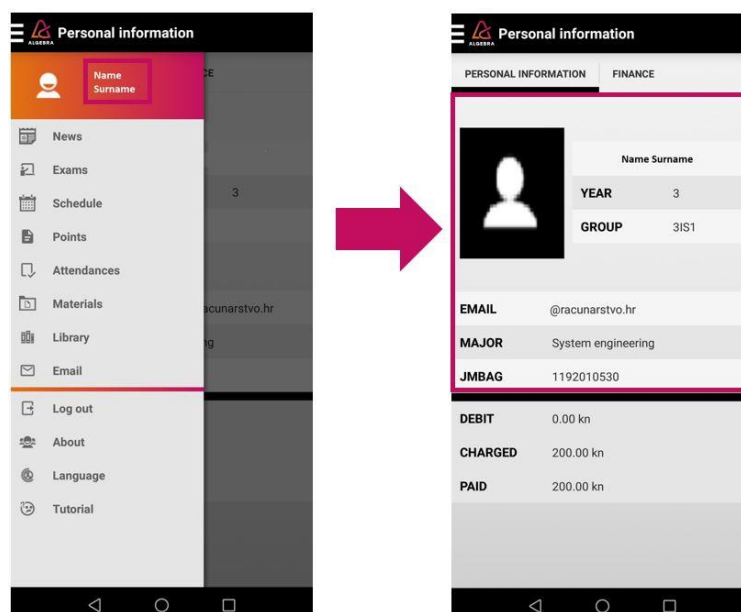 ALGEBRA Personal information
CE
Name
Surname
News
Exams
Schedule
3
Points
Attendances
Materials
acunarstvo.hr
Library
ng
Email
Log out
About
Language
Tutorial
ALGEBRA Personal information
PERSONAL INFORMATION FINANCE
Name Surname
YEAR 3
GROUP 3IS1
EMAIL @racunarstvo.hr
MAJOR System engineering
JMBAG 1192010530
DEBIT 0.00 kn
CHARGED 200.00 kn
PAID 200.00 kn